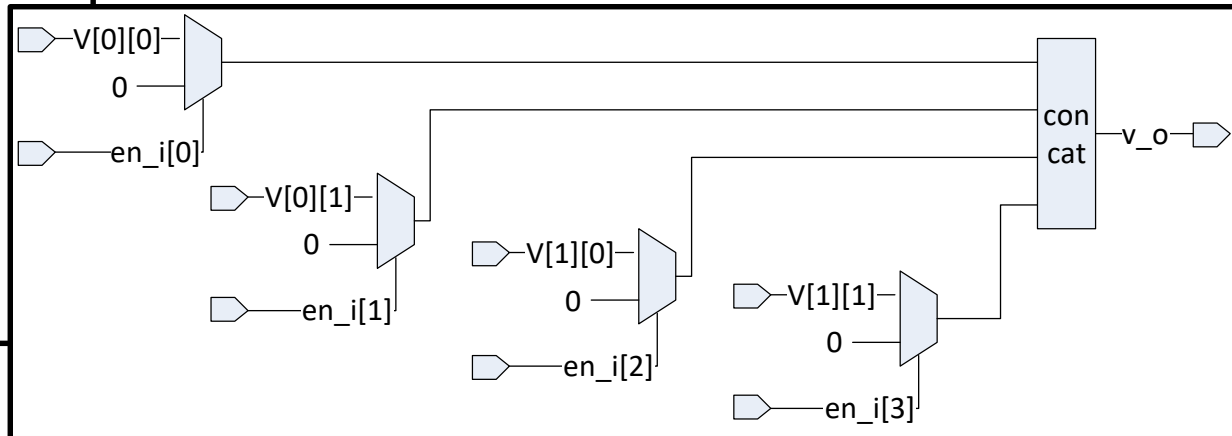 V[0][0]
0
en_i[0]
V[0][1]
0
en_i[1]
V[1][0]
0
en_i[2]
V[1][1]
0
en_i[3]
con
cat
v_o